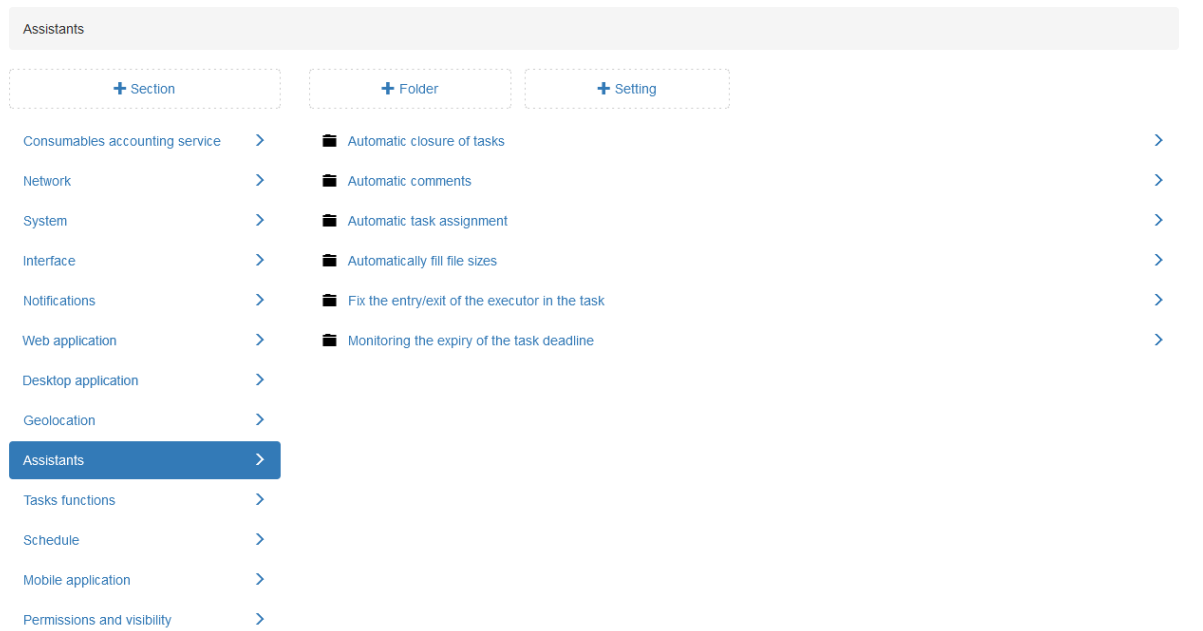 Assistants
Section
Folder
Setting
Consumables accounting service
Network
System
Interface
Notifications
Web application
Desktop application
Geolocation
Assistants
Tasks functions
Schedule
Mobile application
Permissions and visibility
Automatic closure of tasks
Automatic comments
Automatic task assignment
Automatically fill file sizes
Fix the entry/exit of the executor in the task
Monitoring the expiry of the task deadline